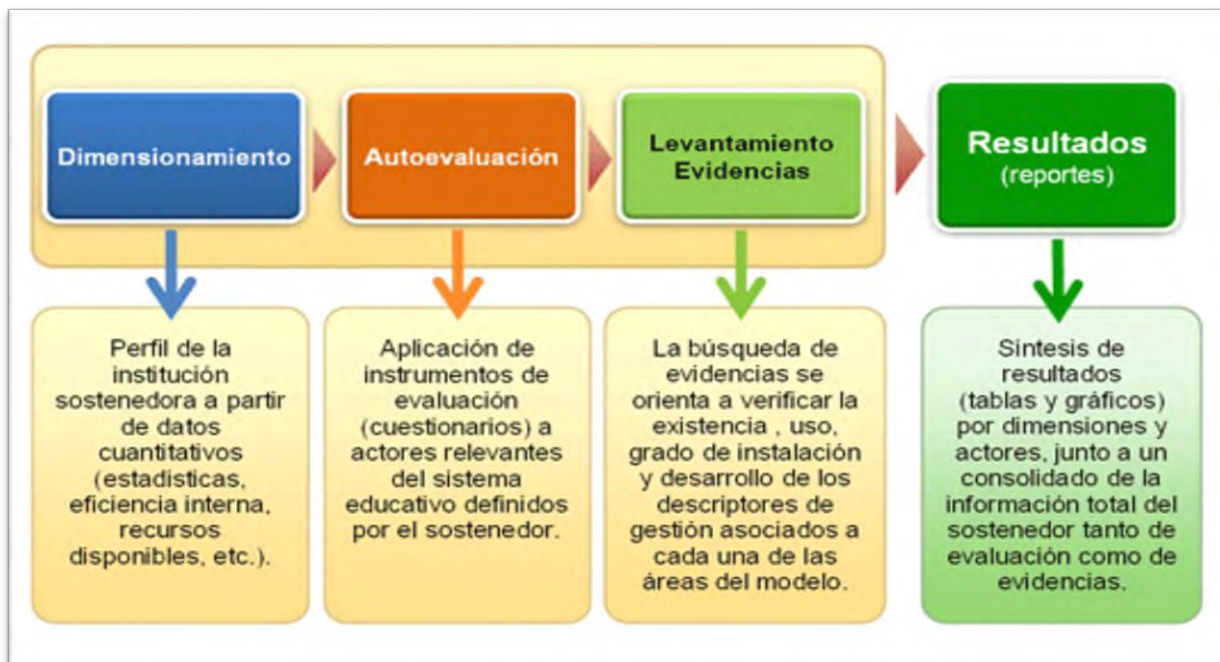 Dimensionamiento
Autoevaluación
Levantamiento
Evidencias
Resultados
(reportes)
Perfil de la
institución
sostenedora a partir
de datos
cuantitativos
(estadísticas,
eficiencia interna,
recursos
disponibles, etc.).
Aplicación de
instrumentos de
evaluación
(cuestionarios) a
actores relevantes
del sistema
educativo definidos
por el sostenedor.
La búsqueda de
evidencias se
orienta a verificar la
existencia , uso,
grado de instalación
y desarrollo de los
descriptores de
gestión asociados a
cada una de las
áreas del modelo.
Síntesis de
resultados
(tablas y gráficos)
por dimensiones y
actores, junto a un
consolidado de la
información total del
sostenedor tanto de
evaluación como de
evidencias.